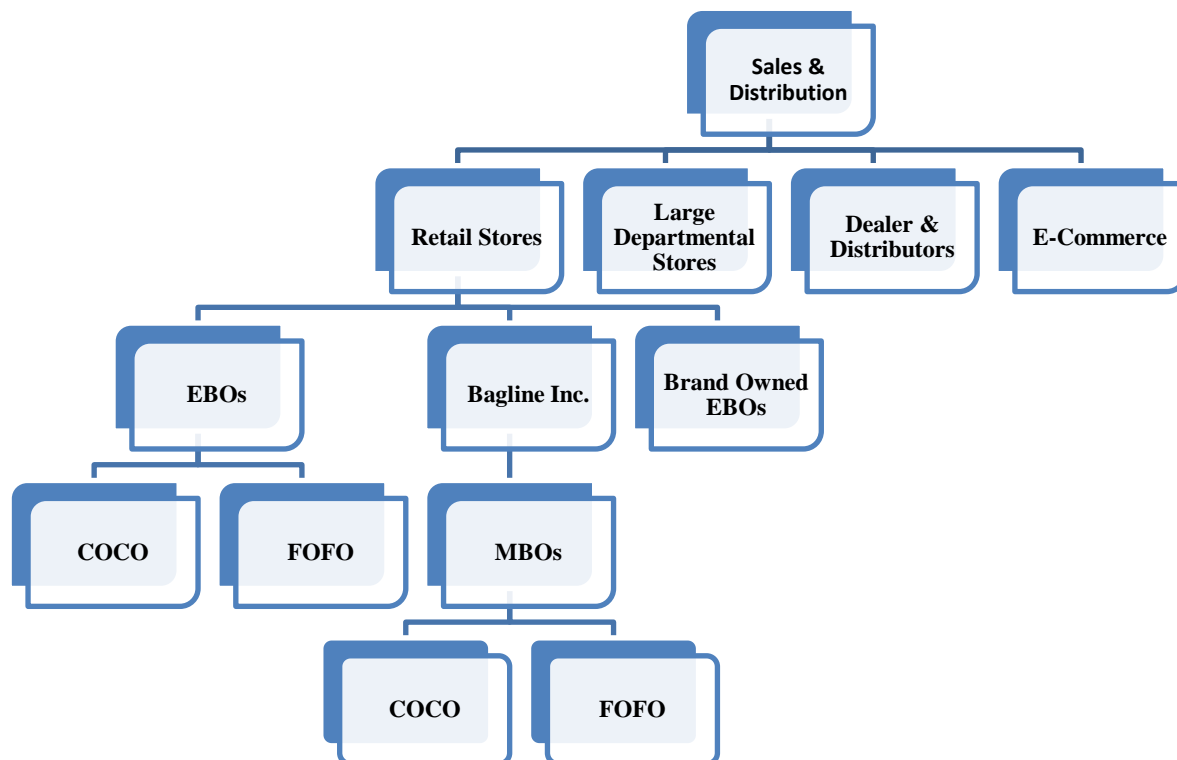 Sales &
Distribution
Retail Stores
Large
Departmental
Stores
Dealer &
Distributors
E-Commerce
EBOs
Bagline Inc.
Brand Owned
EBOs
COCO
FOFO
MBOs
COCO
FOFO